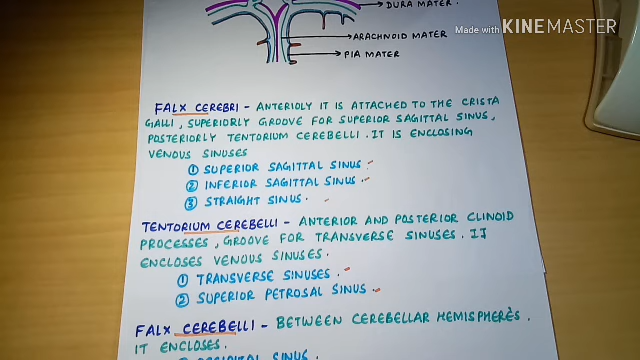 DURA MATER.
Made with KINEMASTER
ARACHNOID MATER
PIA MATER
FALX CEREBRI - ANTERIOLY IT IS ATTACHED TO THE CRISTA
GALLI, SUPERIORLY GROOVE FOR SUPERIOR SAGITTAL SINUS,
POSTERIORLY TENTORIUM CEREBELLI. IT IS ENCLOSING
VENOUS SINUSES
① SUPERIOR SAGITTAL SINUS
② INFERIOR SAGITTAL SINUS
③ STRAIGHT SINUS.
TENTORIUM CEREBELLI - ANTERIOR AND POSTERIOR CLINOID
PROCESSES, GROOVE FOR TRANSVERSE SINUSES. IT
ENCLOSES VENOUS SINUSES.
① TRANSVERSE SINUSES.
② SUPERIOR PETROSAL SINUS
FALX CEREBELLI - BETWEEN CEREBELLAR HEMISPHERES.
IT ENCLOSES.
① OCCIPITAL SINUS.